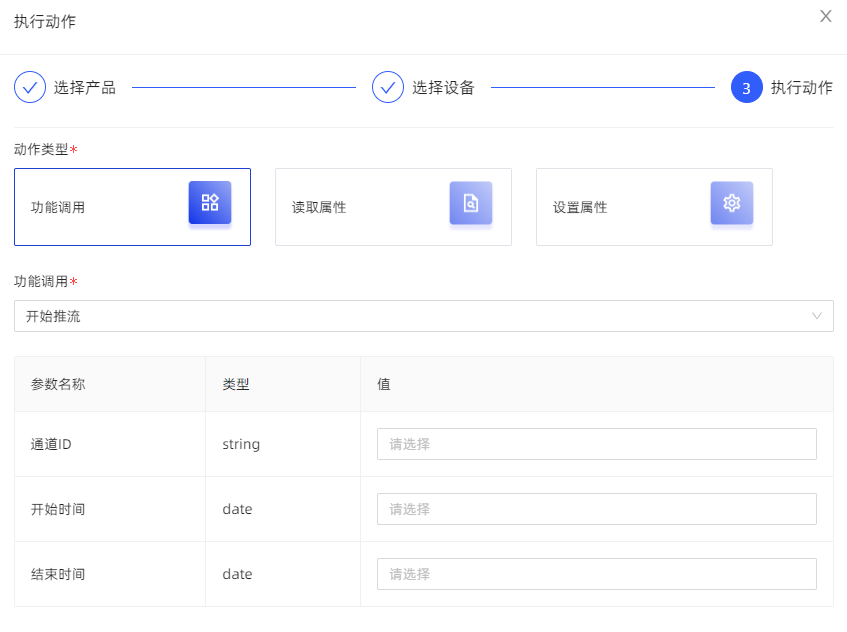 执行动作
选择产品
选择设备
3 执行动作
动作类型*
功能调用
读取属性
设置属性
功能调用*
开始推流
参数名称 类型 值
通道ID string 请选择
开始时间 date 请选择
结束时间 date 请选择